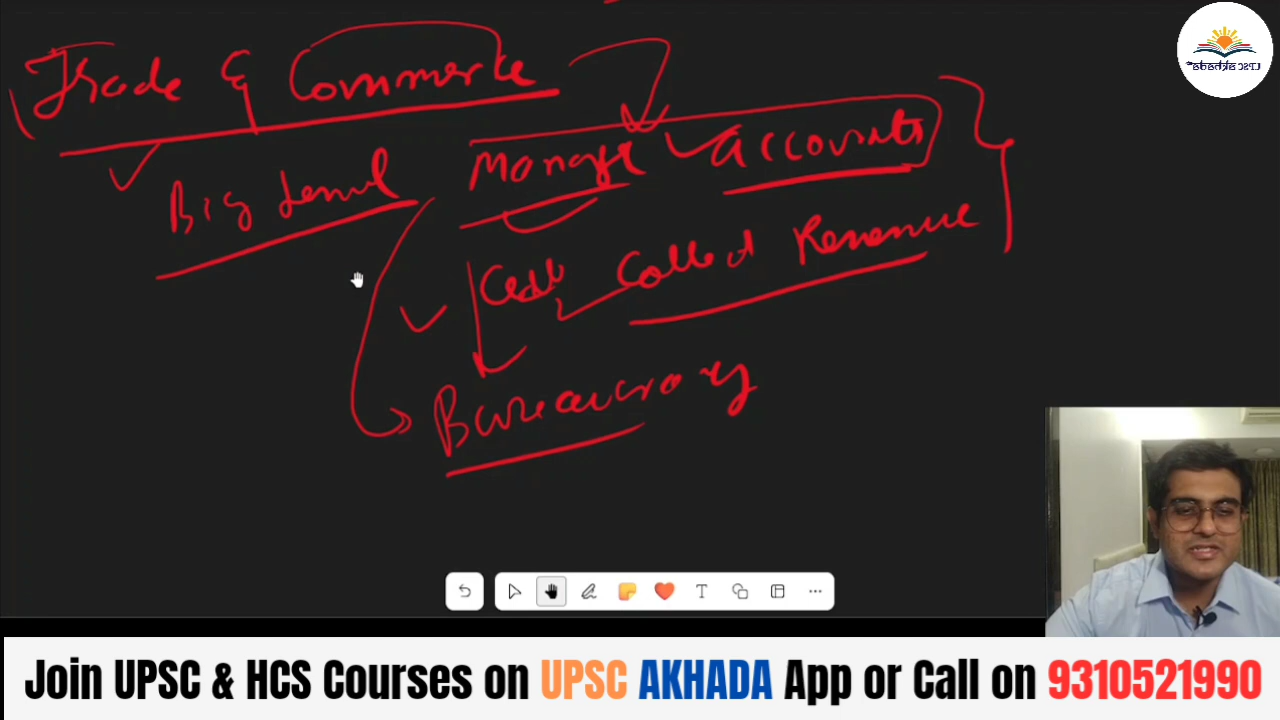 Trade & Commerce
Manage Accounts
Big Level
Collect Revenue
Bureaucracy
Join UPSC & HCS Courses on UPSC AKHADA App or Call on 9310521990